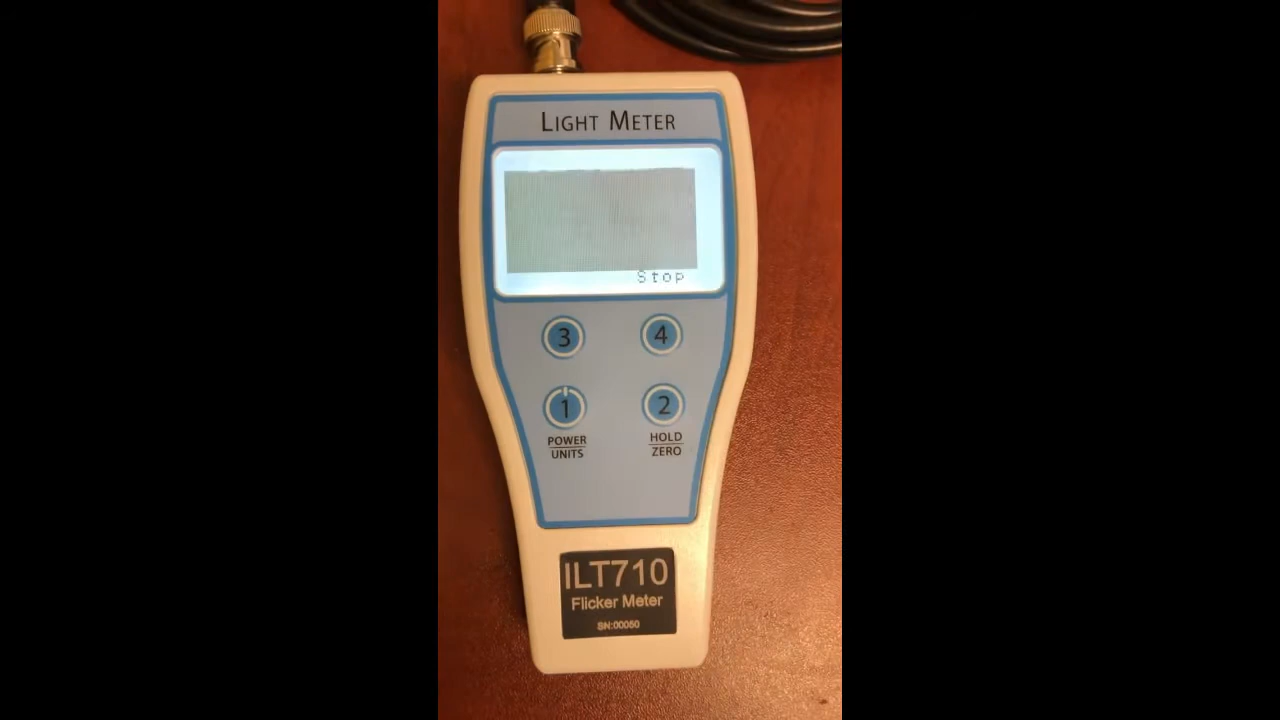 LIGHT METER
Stop
3
4
1
2
POWER
UNITS
HOLD
ZERO
ILT710
Flicker Meter
SN:00050